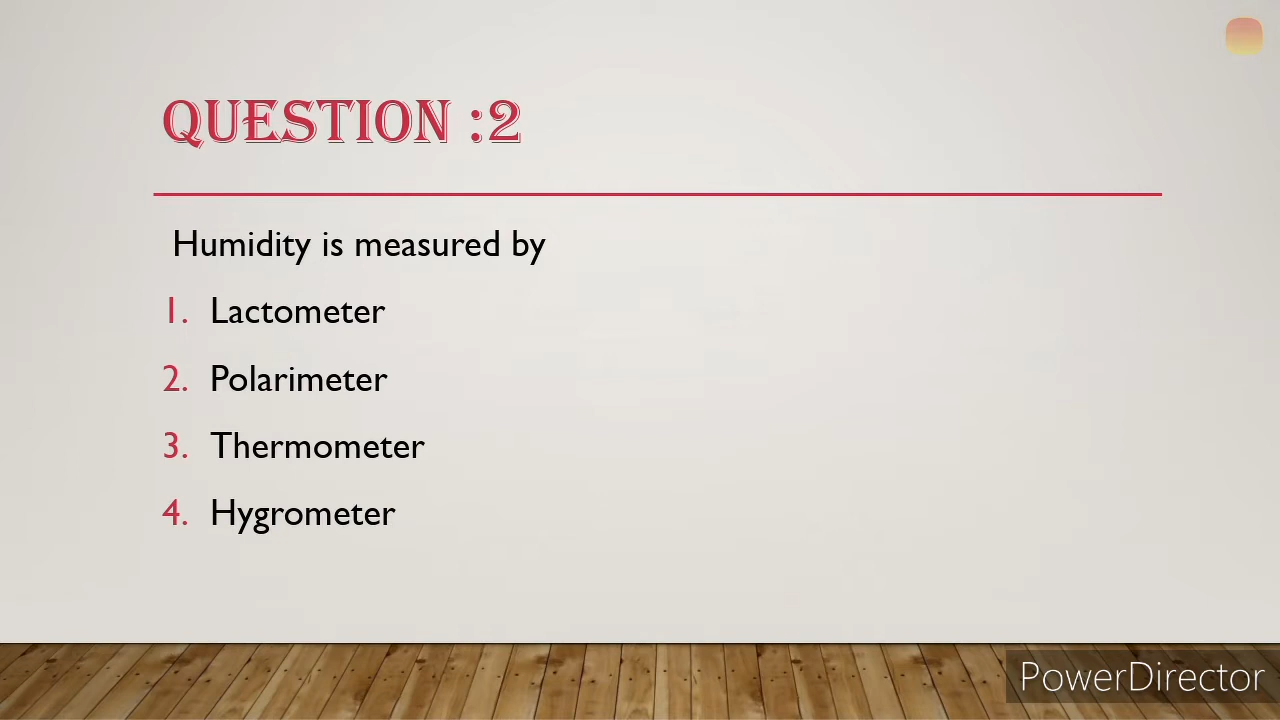 QUESTION :2
Humidity is measured by
1. Lactometer
2. Polarimeter
3. Thermometer
4. Hygrometer
PowerDirector